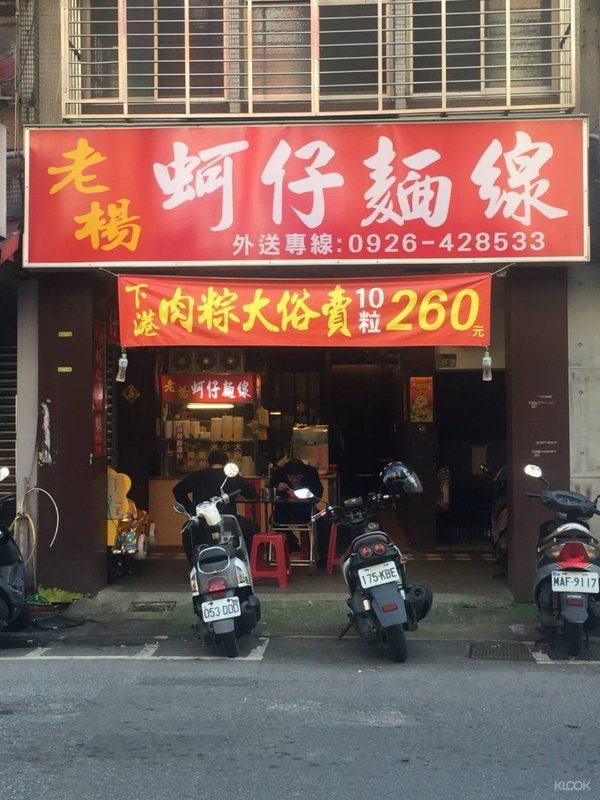 老楊 蚵仔麵線
外送專線:0926-428533
下港肉粽大俗賣10粒260元
老楊 蚵仔麵線
053 DDD
175-KBE
MAF-9117
KLOOK